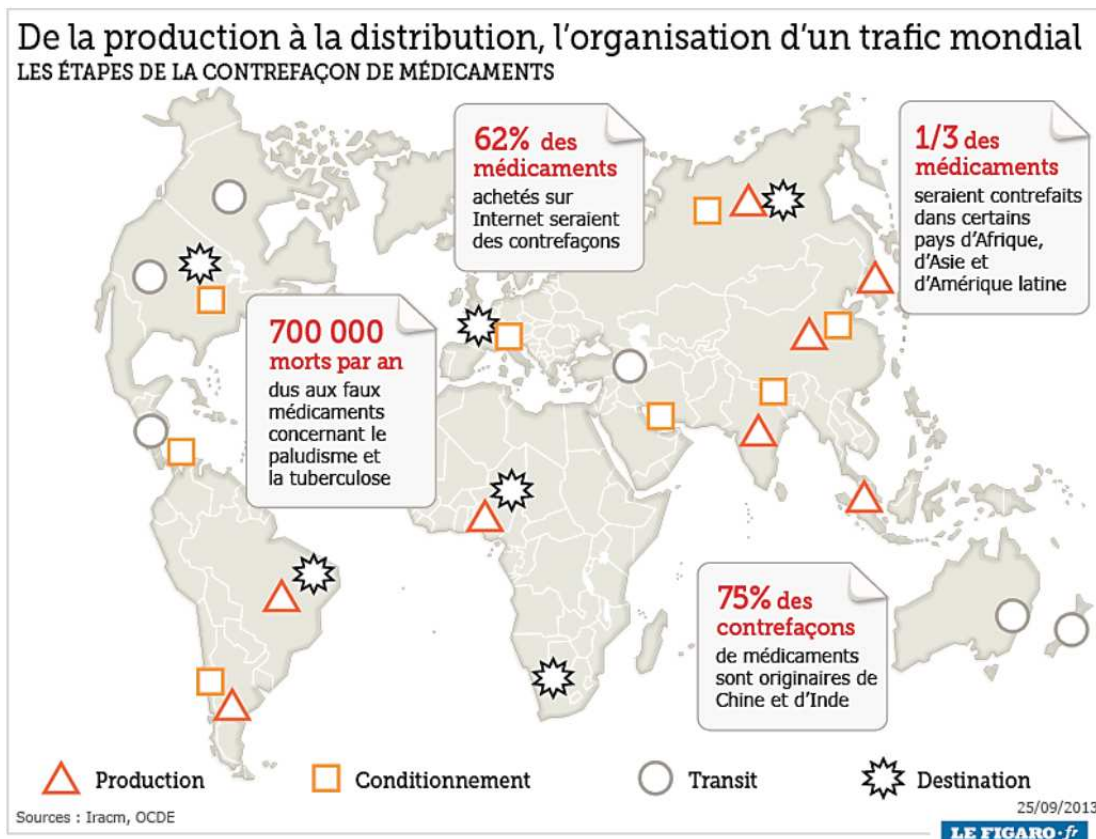 De la production à la distribution, l'organisation d'un trafic mondial
LES ÉTAPES DE LA CONTREFAÇON DE MÉDICAMENTS
62% des
médicaments
achetés sur
Internet seraient
des contrefaçons
1/3 des
médicaments
seraient contrefaits
dans certains
pays d'Afrique,
d'Asie et
d'Amérique latine
700 000
morts par an
dus aux faux
médicaments
concernant le
paludisme et
la tuberculose
75% des
contrefaçons
de médicaments
sont originaires de
Chine et d'Inde
Production
Conditionnement
Transit
Destination
Sources : Iracm, OCDE
25/09/2013
LE FIGARO·fr